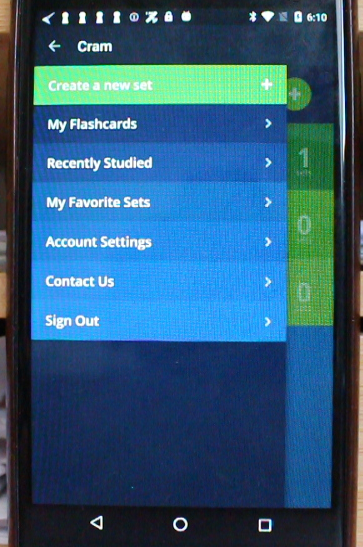 6:10
Cram
Create a new set +
+
My Flashcards
1
Recently Studied
My Favorite Sets
0
Account Settings
Contact Us
0
Sign Out